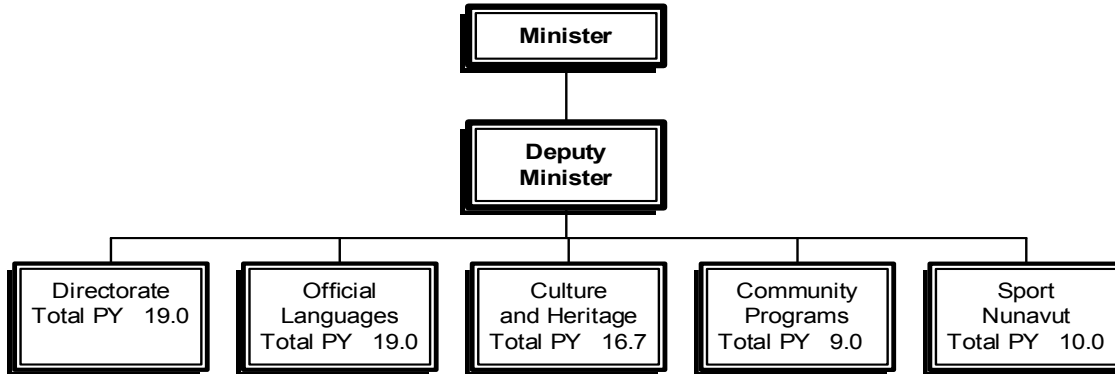 Minister
Deputy
Minister
Directorate
Total PY 19.0
Official
Languages
Total PY 19.0
Culture
and Heritage
Total PY 16.7
Community
Programs
Total PY 9.0
Sport
Nunavut
Total PY 10.0